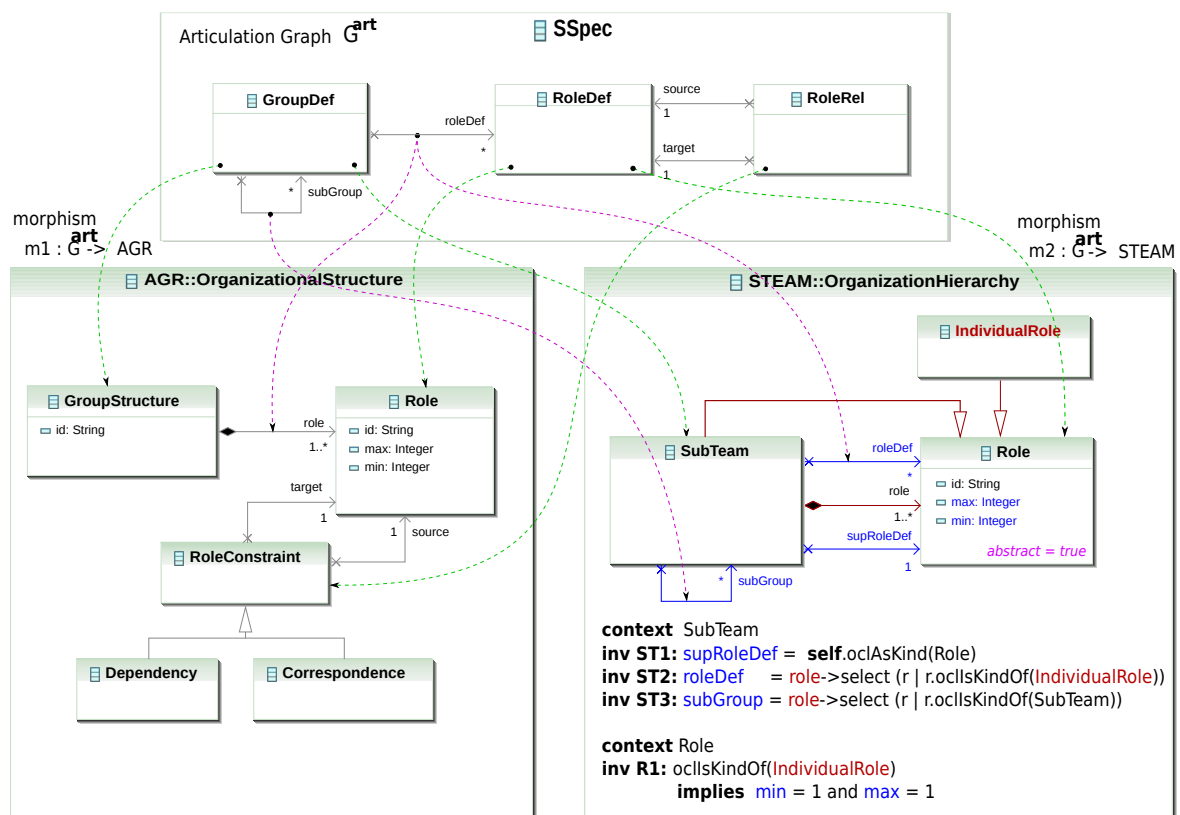 Articulation Graph G art
SSpec
GroupDef
RoleDef
RoleRel
source
1
roleDef
*
target
1
* subGroup
morphism
art
m1 : G -> AGR
morphism
art
m2 : G -> STEAM
AGR::OrganizationalStructure
GroupStructure
id: String
role
1..*
Role
id: String
max: Integer
min: Integer
target
1
1 source
RoleConstraint
Dependency
Correspondence
STEAM::OrganizationHierarchy
IndividualRole
SubTeam
roleDef
*
role
1..*
supRoleDef
1
Role
id: String
max: Integer
min: Integer
abstract = true
* subGroup
context SubTeam
inv ST1: supRoleDef = self.oclAsKind(Role)
inv ST2: roleDef = role->select (r | r.oclIsKindOf(IndividualRole))
inv ST3: subGroup = role->select (r | r.oclIsKindOf(SubTeam))
context Role
inv R1: oclIsKindOf(IndividualRole)
implies min = 1 and max = 1